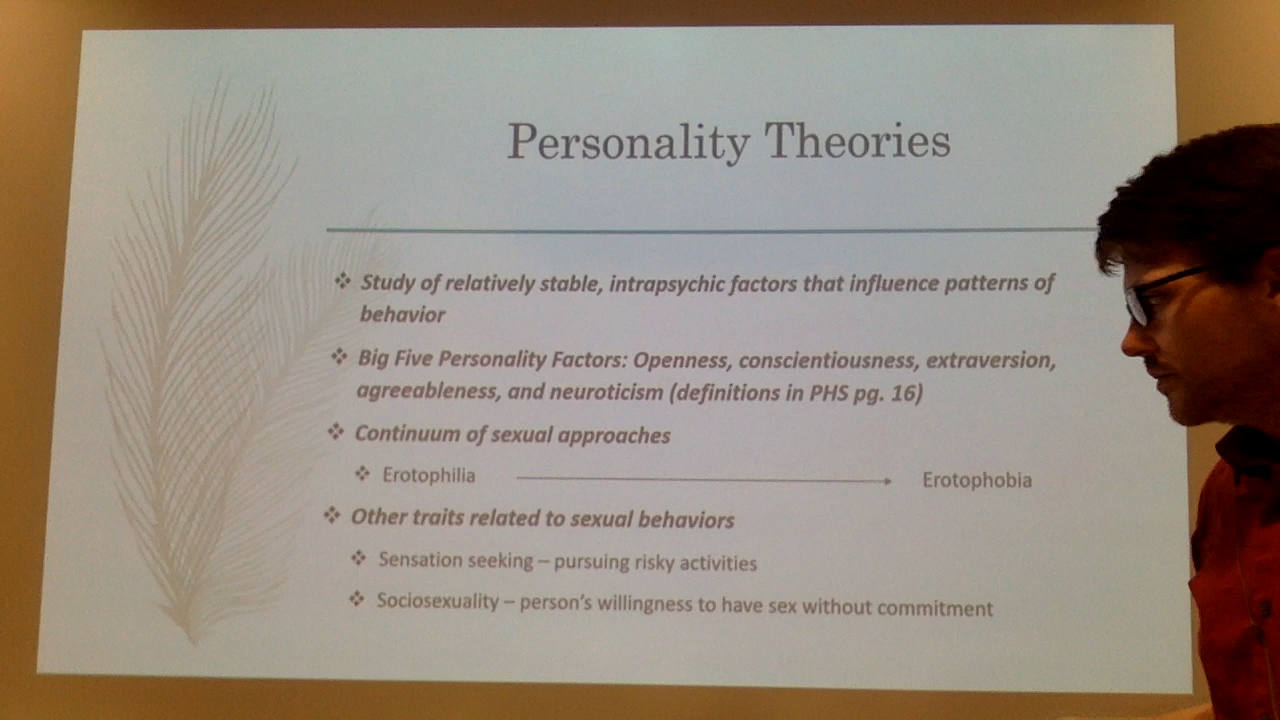 Personality Theories
❖ Study of relatively stable, intrapsychic factors that influence patterns of
behavior
❖ Big Five Personality Factors: Openness, conscientiousness, extraversion,
agreeableness, and neuroticism (definitions in PHS pg. 16)
❖ Continuum of sexual approaches
❖ Erotophilia Erotophobia
❖ Other traits related to sexual behaviors
❖ Sensation seeking – pursuing risky activities
❖ Sociosexuality – person's willingness to have sex without commitment